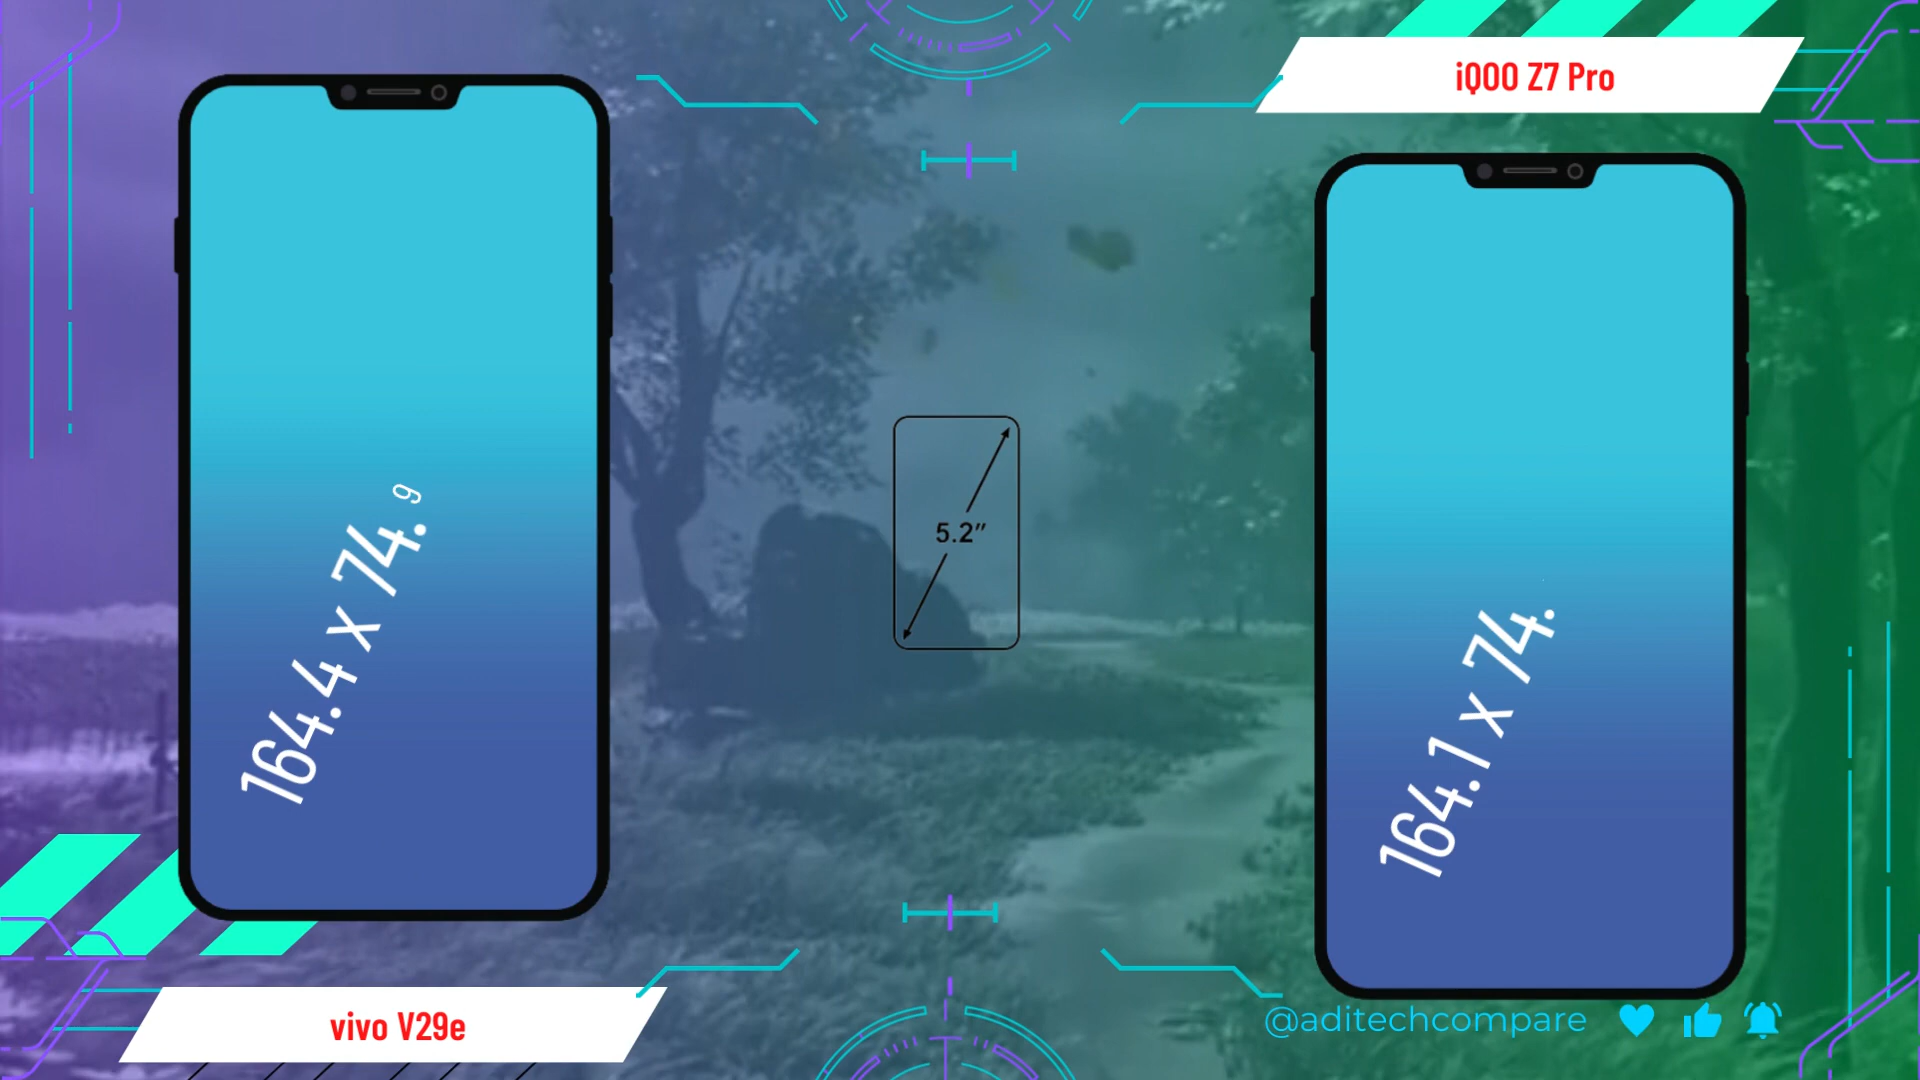 iQOO Z7 Pro
164.4 x 74.9
5.2"
164.1 x 74.
vivo V29e
@aditechcompare